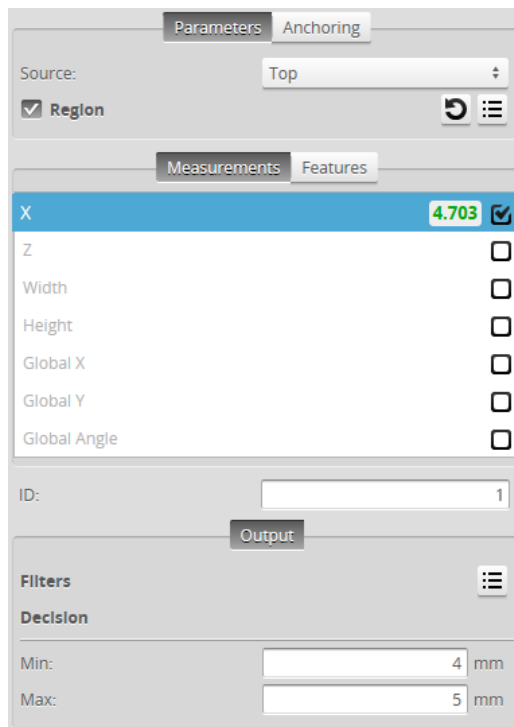 Parameters Anchoring
Source: Top
Region
Measurements Features
X 4.703
Z
Width
Height
Global X
Global Y
Global Angle
ID: 1
Output
Filters
Decision
Min: 4 mm
Max: 5 mm